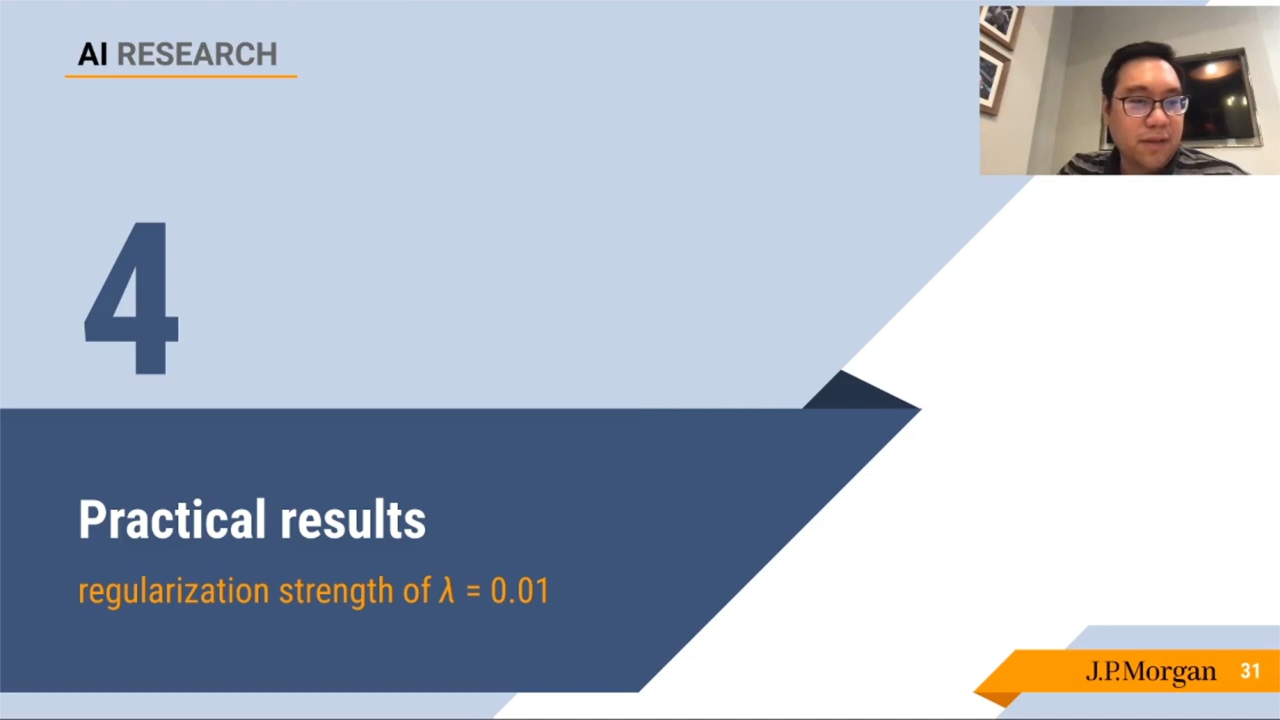 AI RESEARCH
4
Practical results
regularization strength of λ = 0.01
J.P.Morgan 31